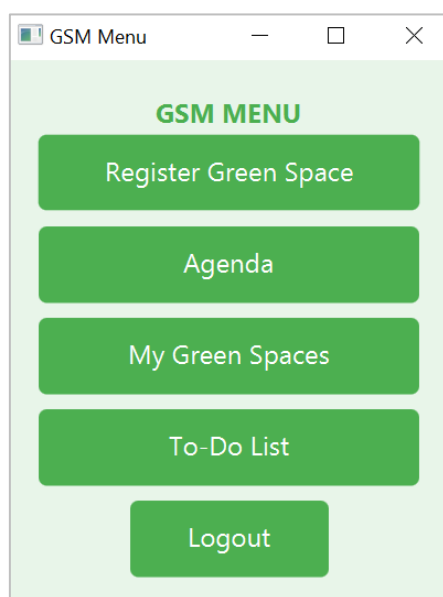 GSM Menu
GSM MENU
Register Green Space
Agenda
My Green Spaces
To-Do List
Logout